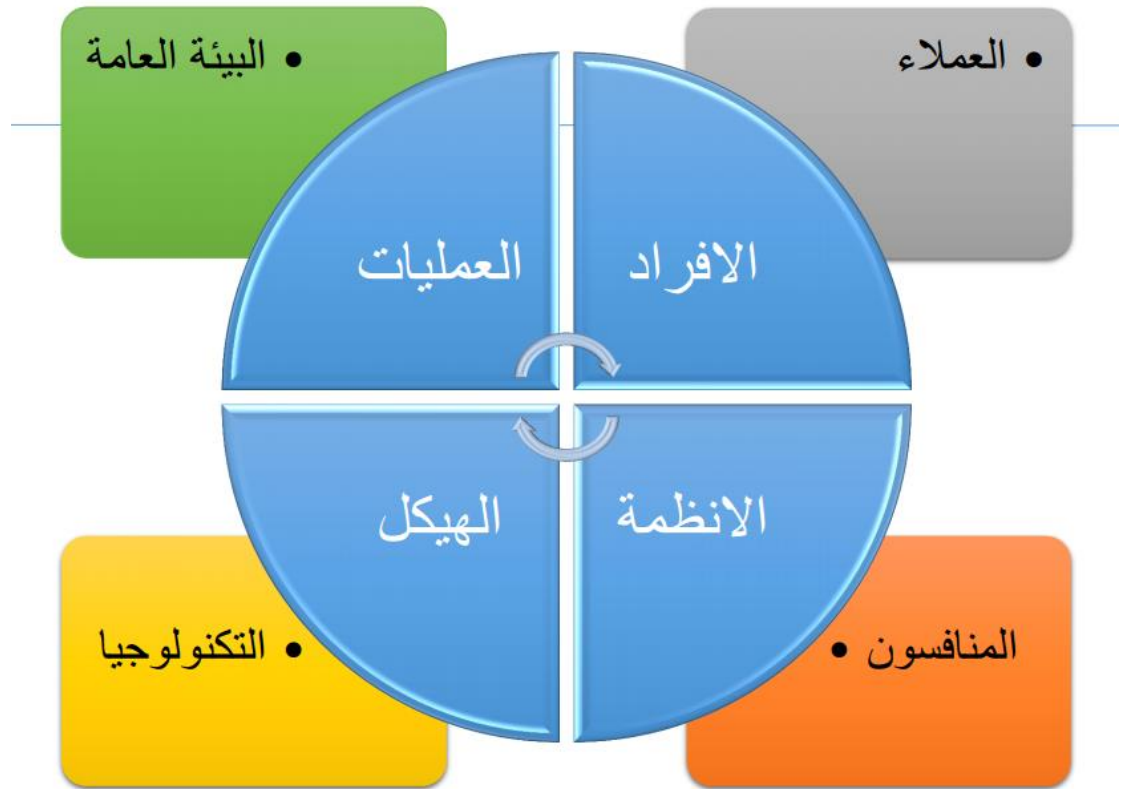 • العملاء
• البيئة العامة
الافراد
العمليات
الانظمة
الهيكل
المنافسون •
• التكنولوجيا